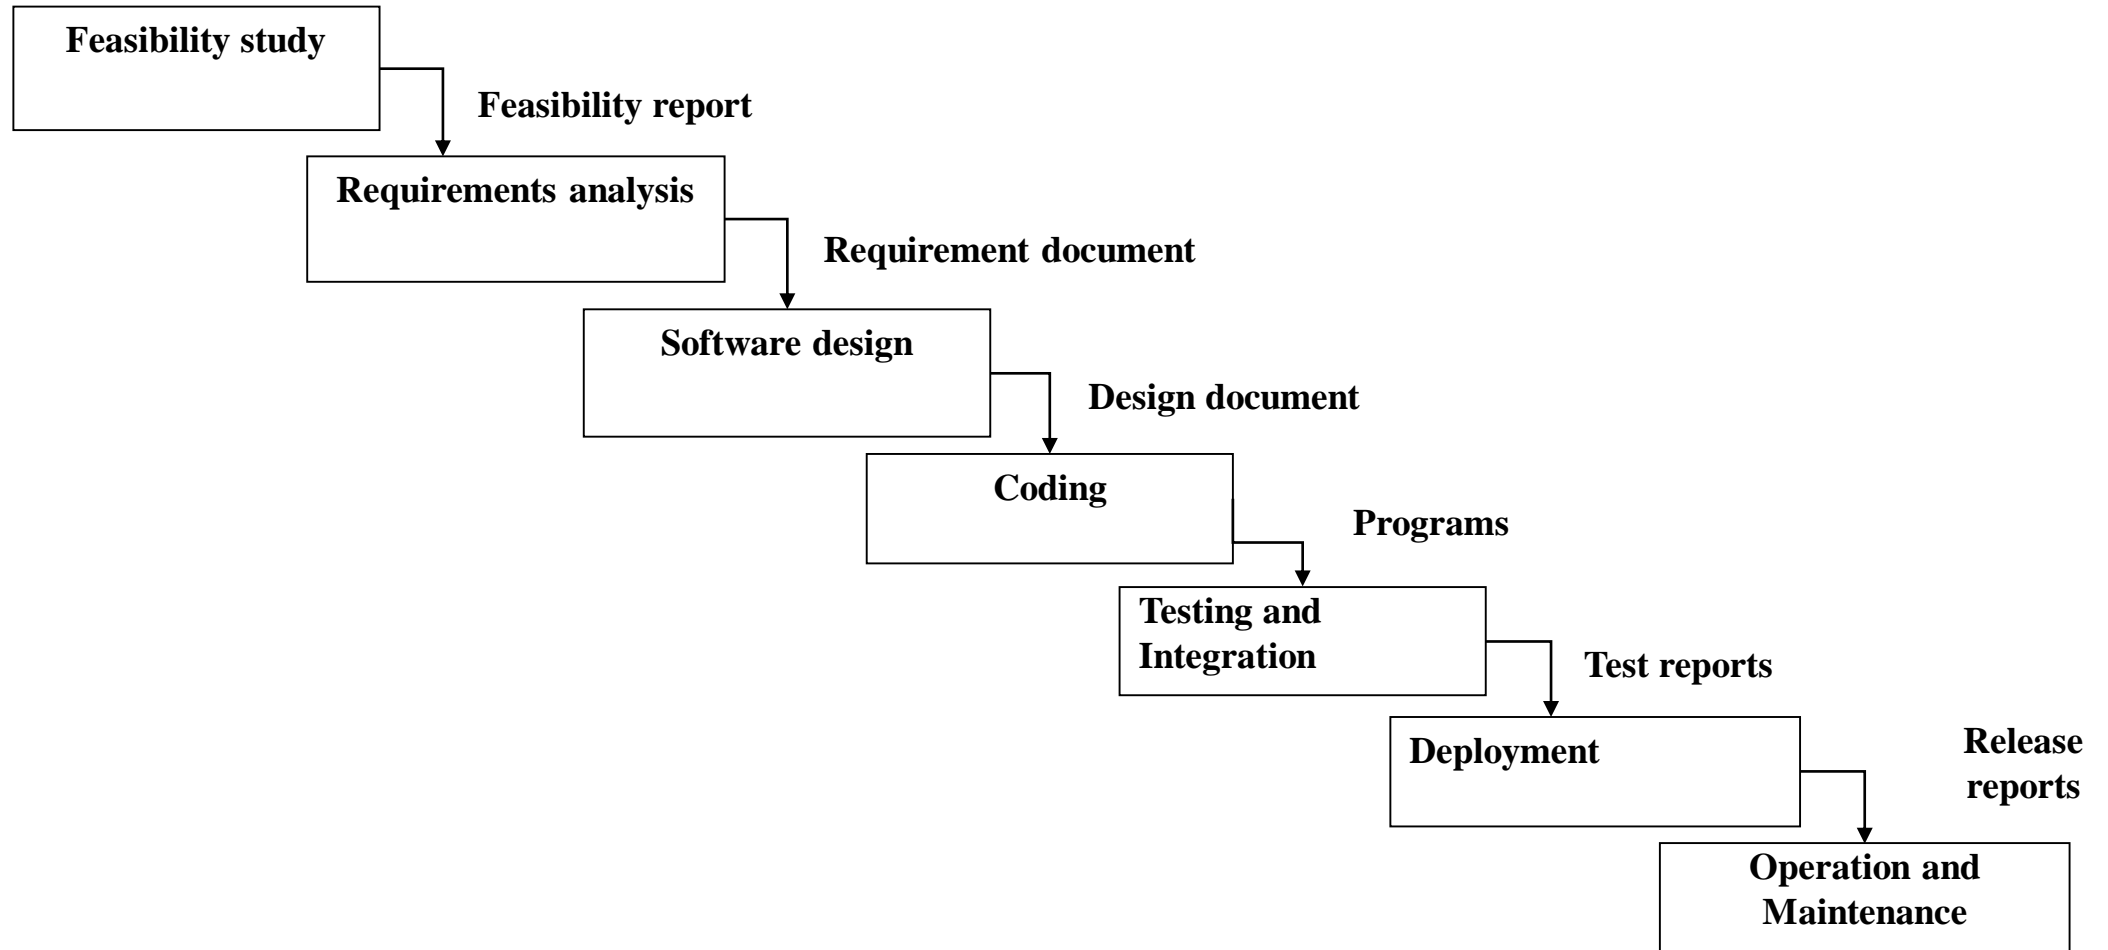 Feasibility study
Feasibility report
Requirements analysis
Requirement document
Software design
Design document
Coding
Programs
Testing and
Integration
Test reports
Deployment
Release
reports
Operation and
Maintenance